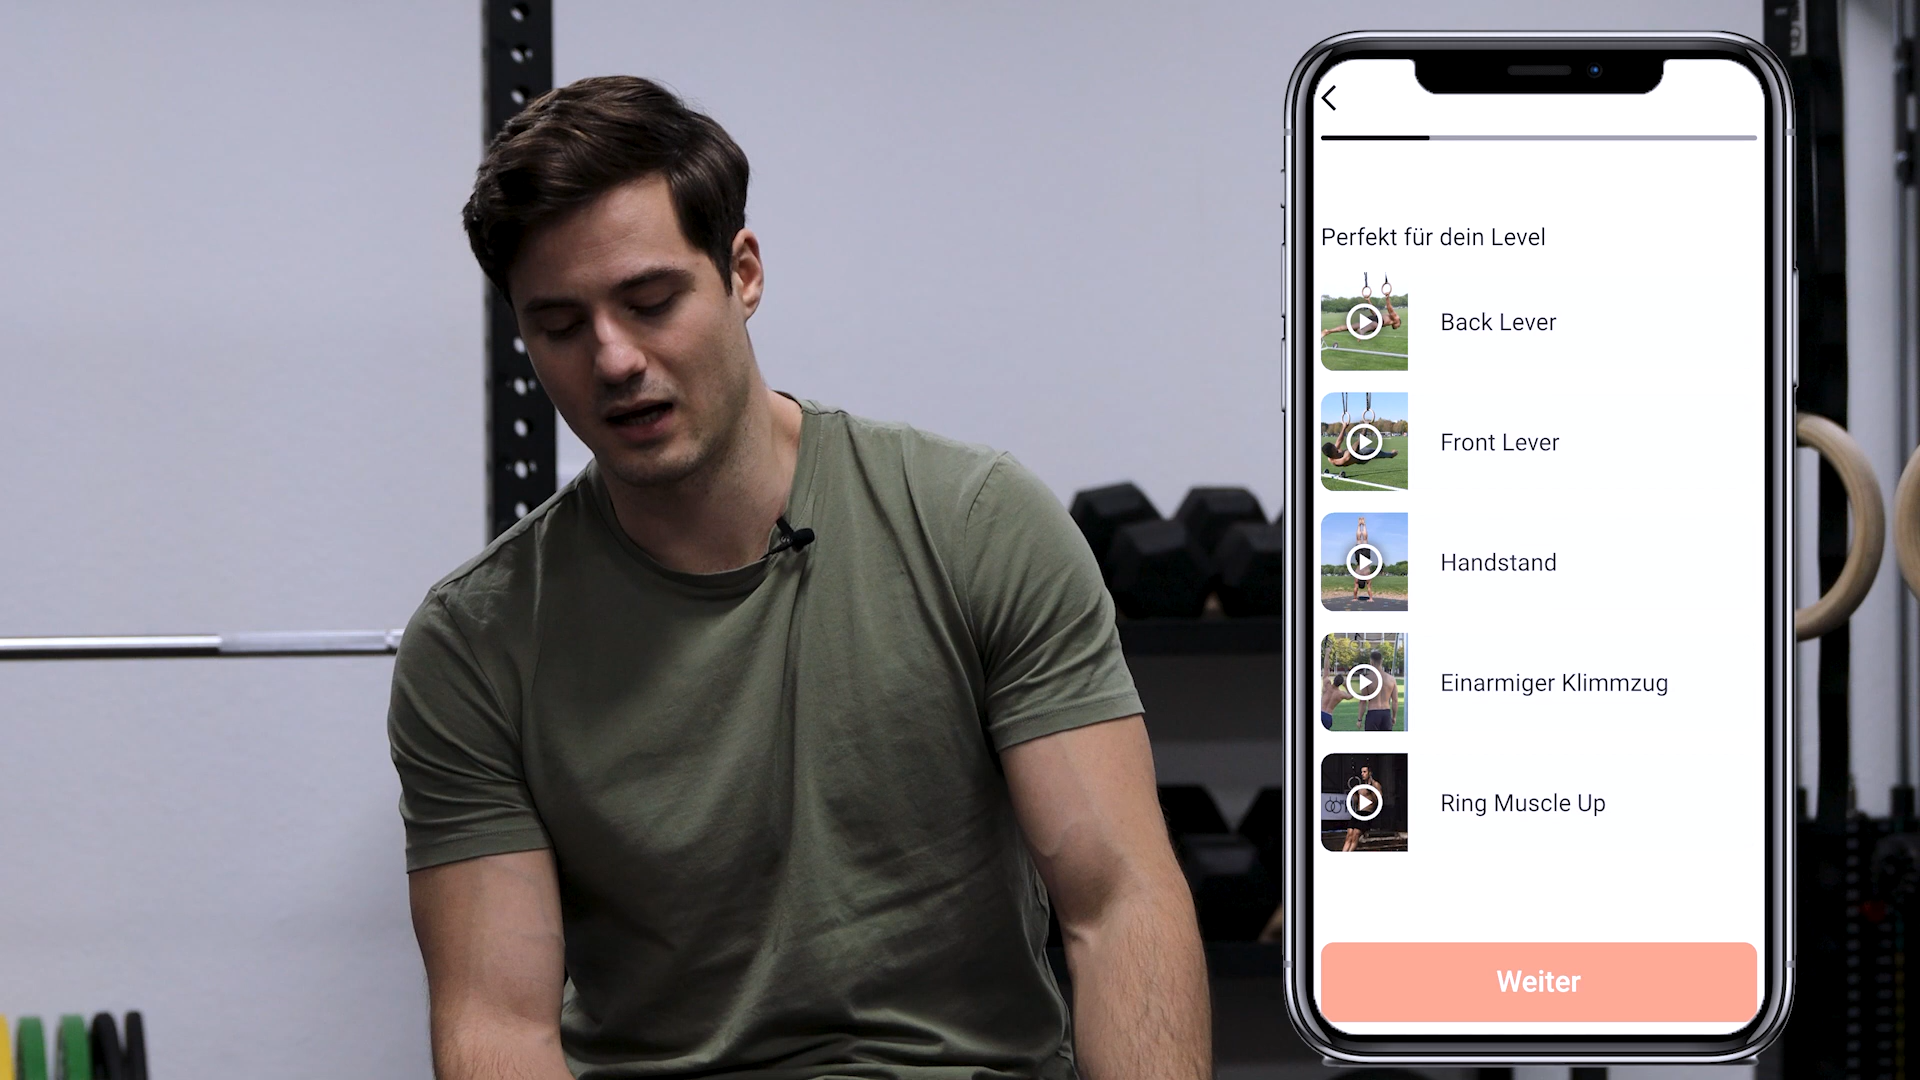 Perfekt für dein Level
Back Lever
Front Lever
Handstand
Einarmiger Klimmzug
Ring Muscle Up
Weiter